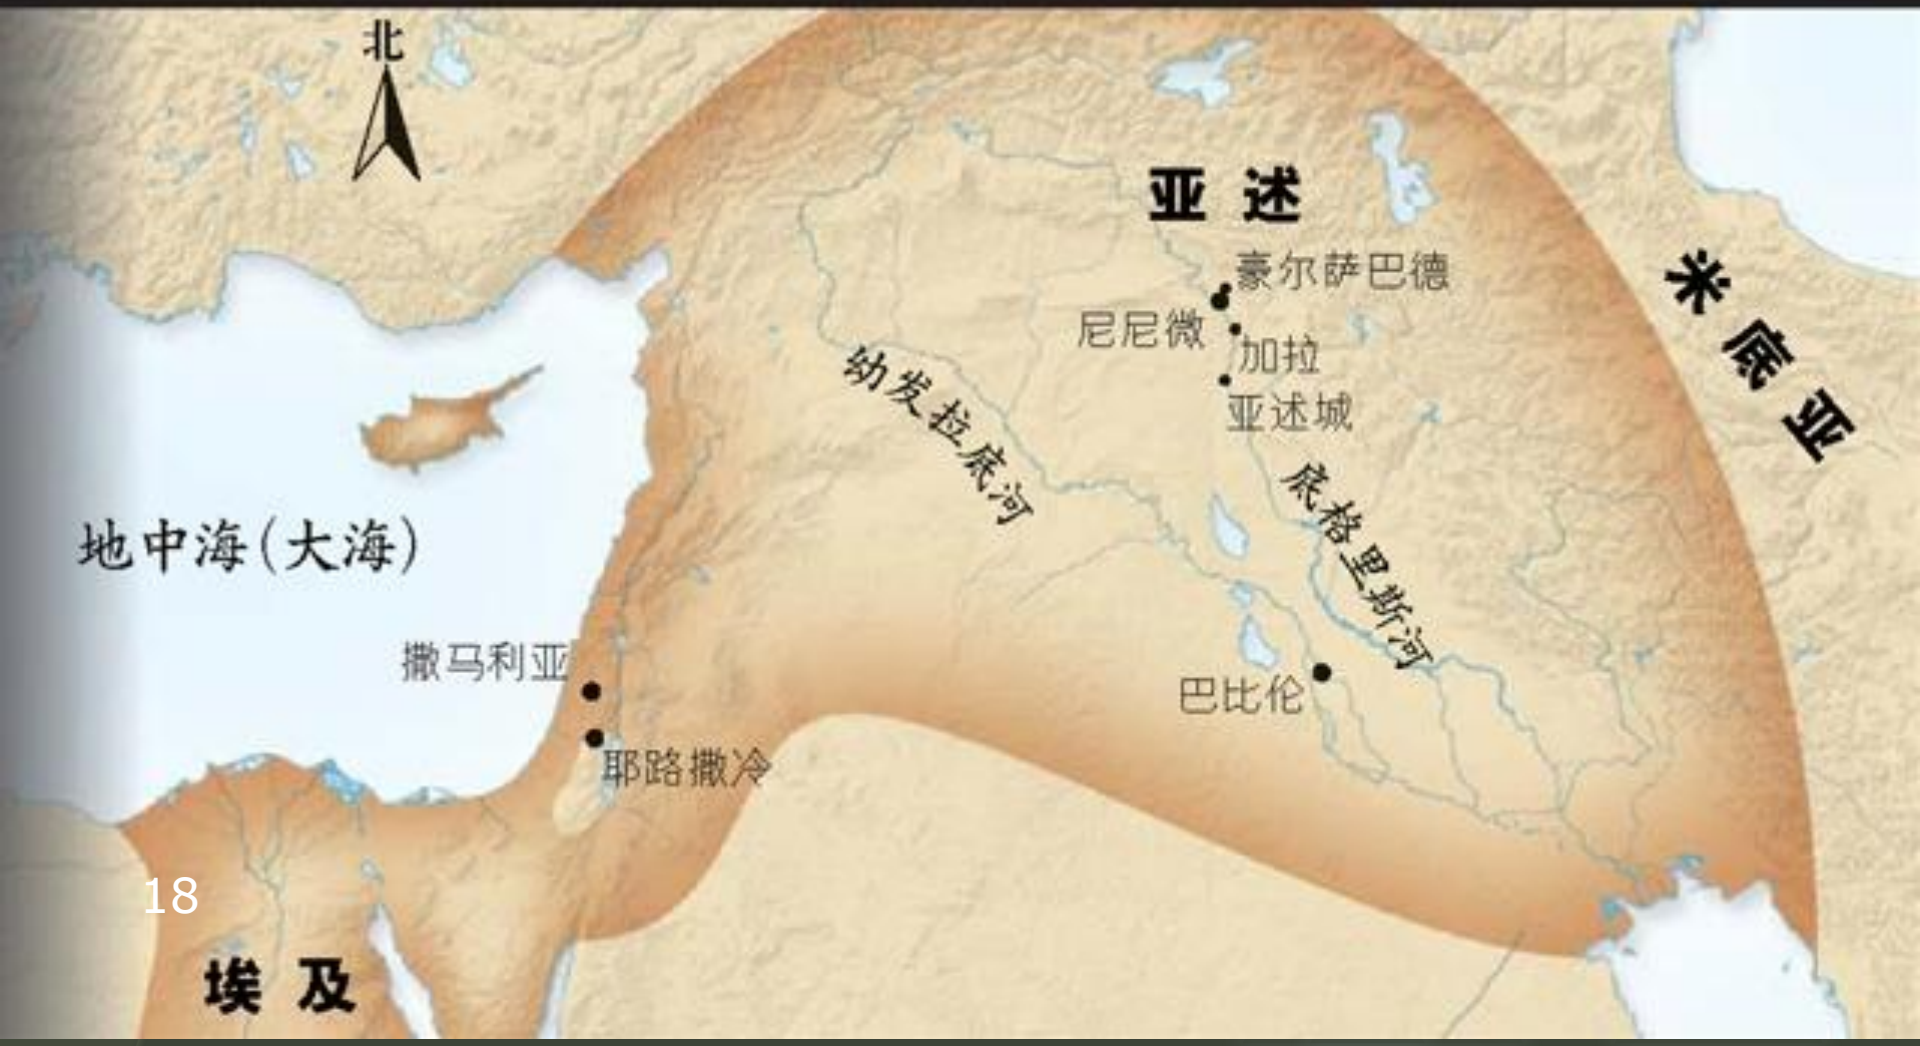 北
亚述
豪尔萨巴德
尼尼微
加拉
亚述城
米底亚
幼发拉底河
底格里斯河
地中海(大海)
撒马利亚
巴比伦
耶路撒冷
18
埃及